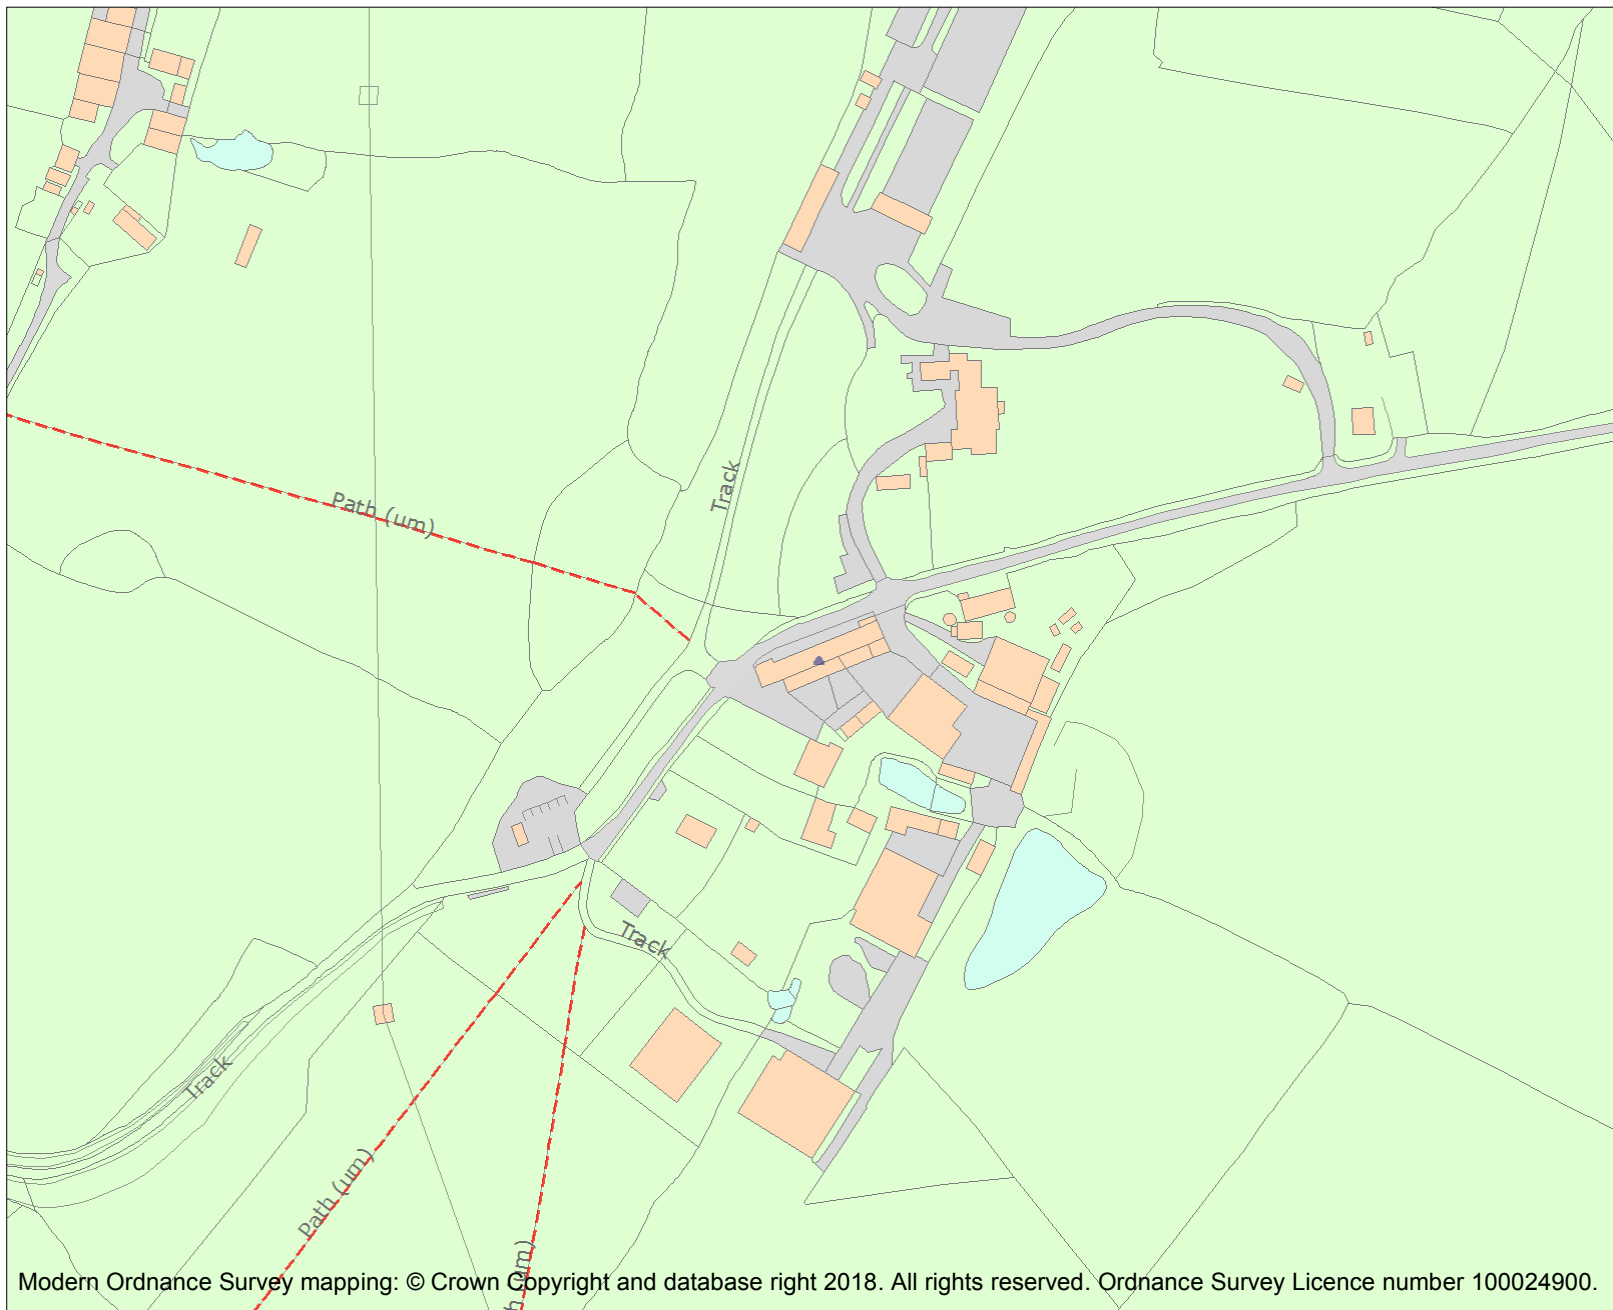 Track
Path (um)
Track
Track
Path (um)
h (um)
Modern Ordnance Survey mapping: © Crown Copyright and database right 2018. All rights reserved. Ordnance Survey Licence number 100024900.